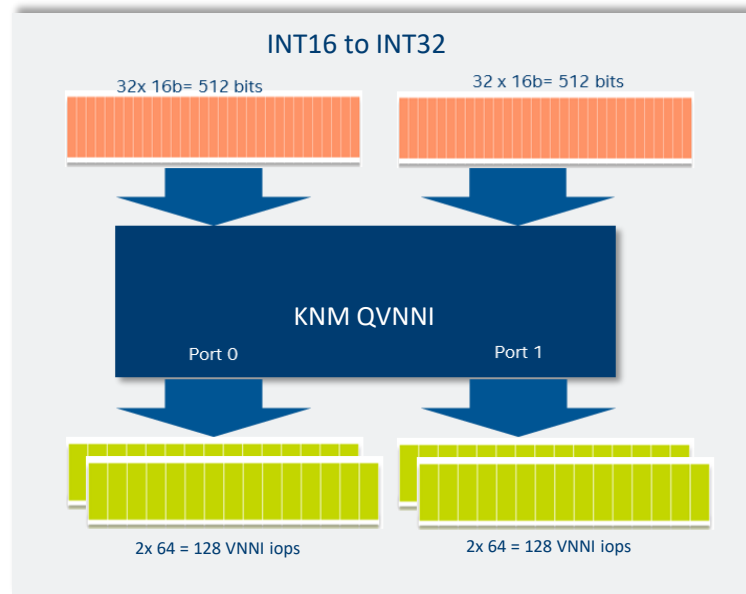 INT16 to INT32
32x 16b= 512 bits
32 x 16b= 512 bits
KNM QVNNI
Port 0
Port 1
2x 64 = 128 VNNI iops
2x 64 = 128 VNNI iops